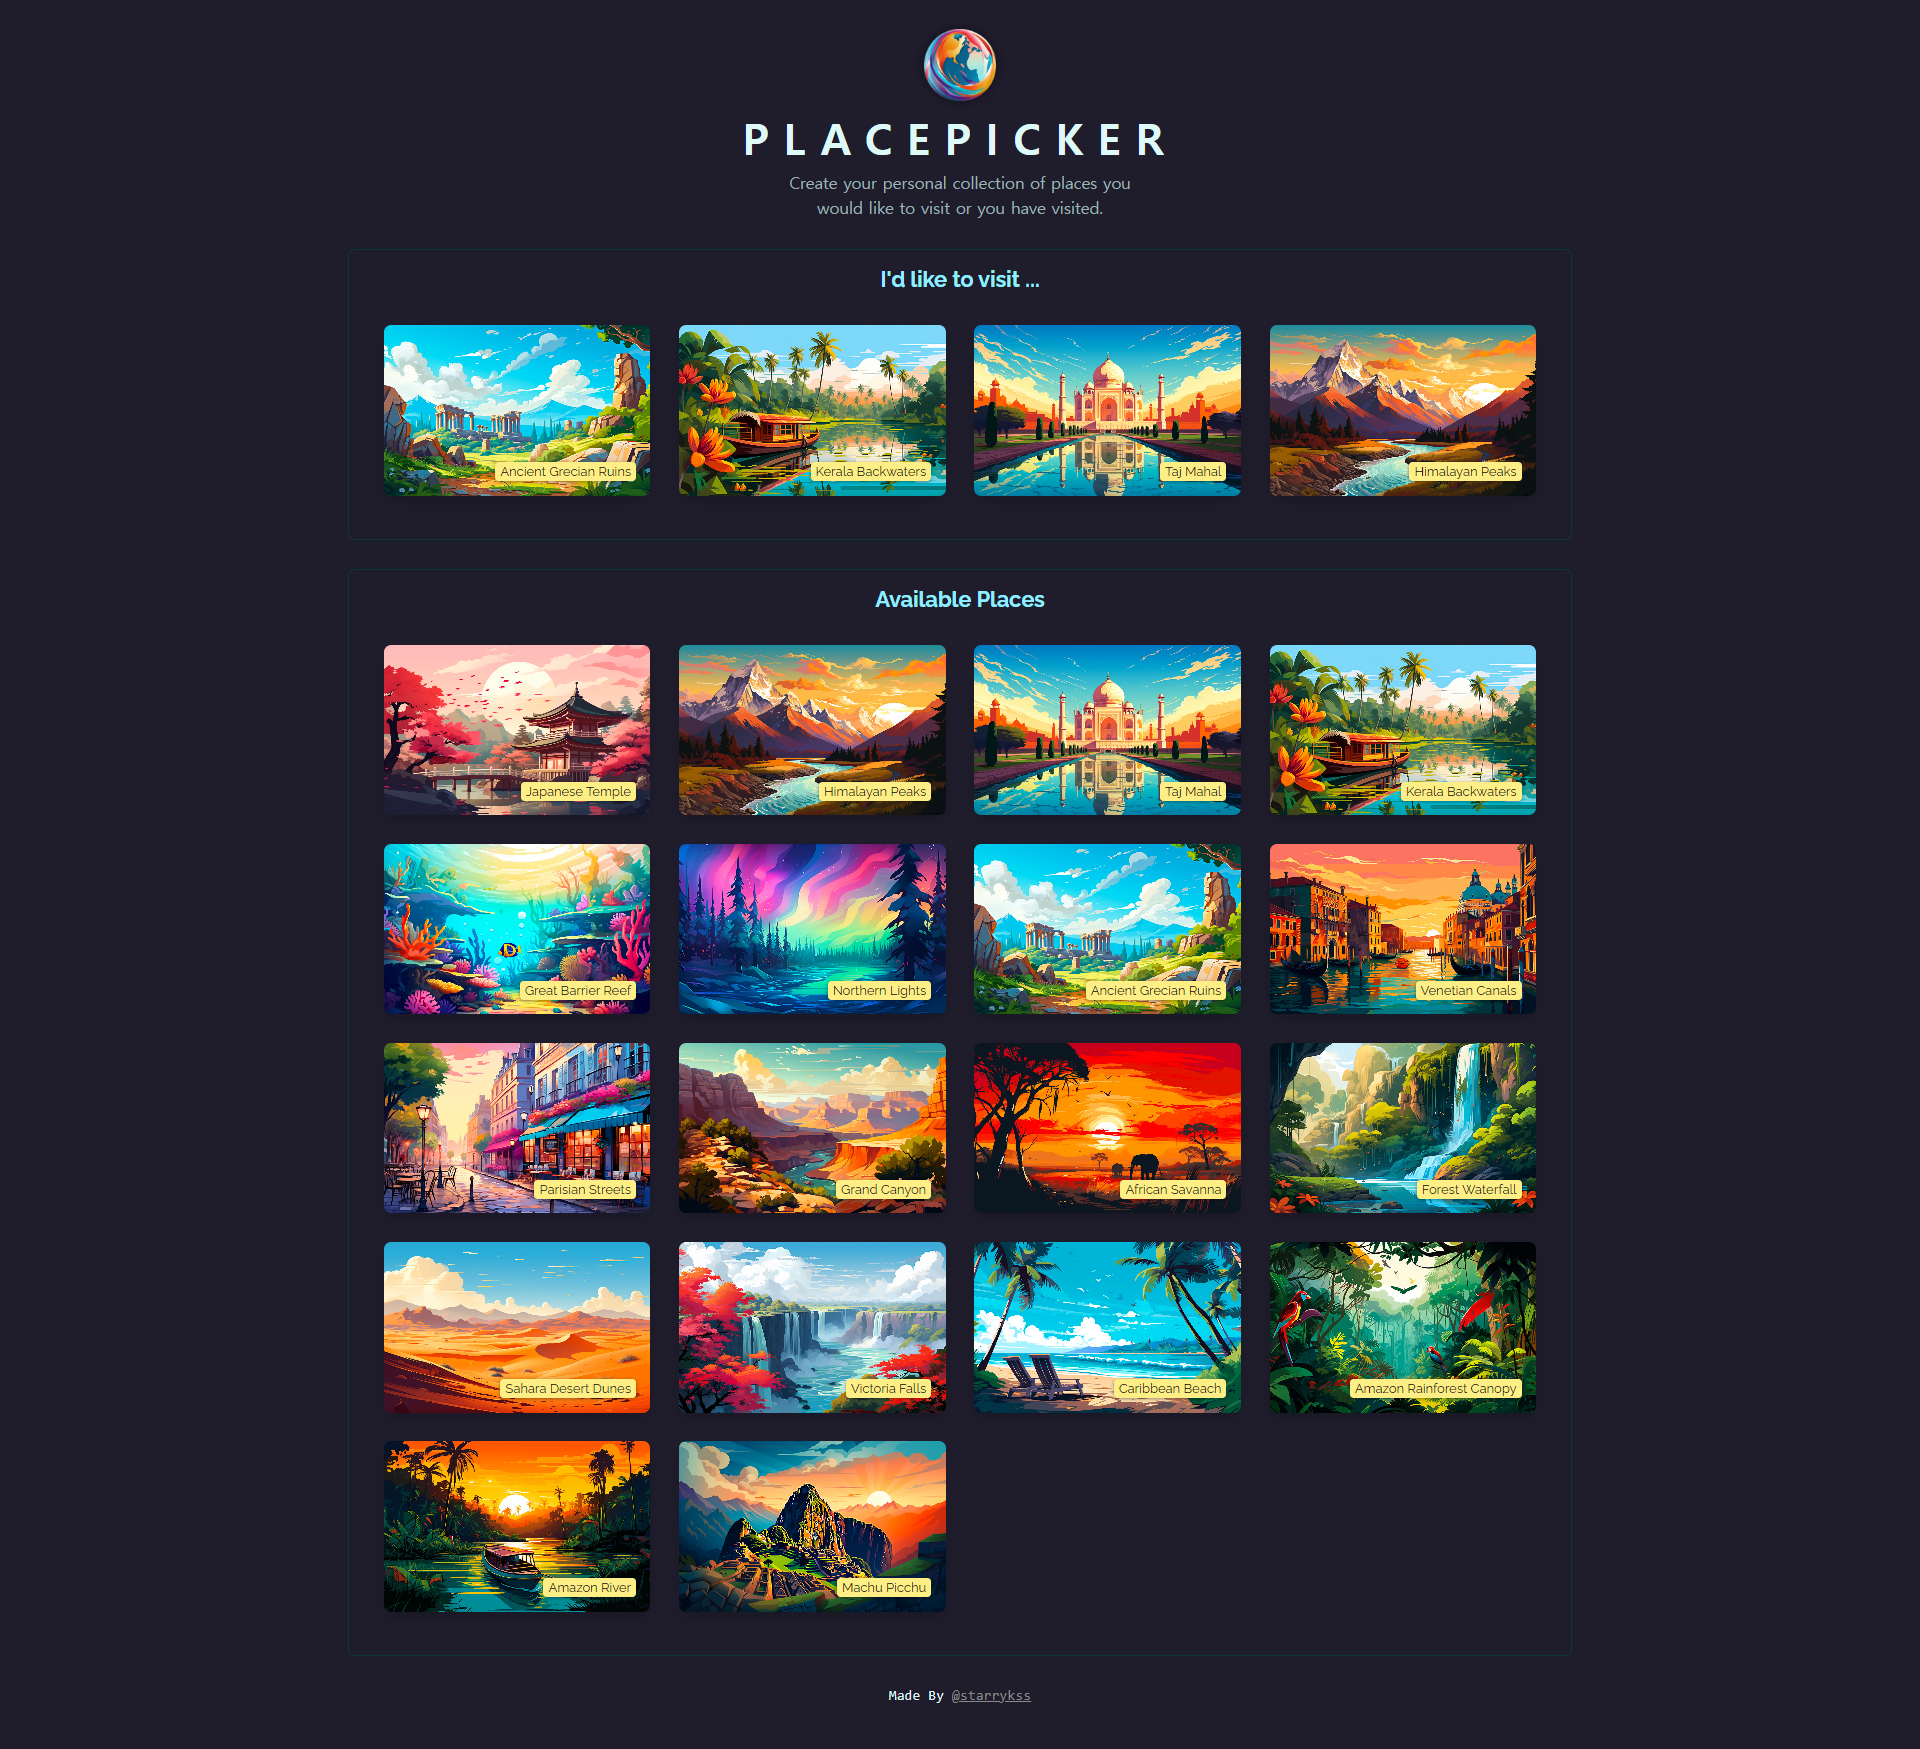 PLACEPICKER
Create your personal collection of places you
would like to visit or you have visited.
I'd like to visit ...
Ancient Grecian Ruins
Kerala Backwaters
Taj Mahal
Himalayan Peaks
Available Places
Japanese Temple
Himalayan Peaks
Taj Mahal
Kerala Backwaters
Great Barrier Reef
Northern Lights
Ancient Grecian Ruins
Venetian Canals
Parisian Streets
Grand Canyon
African Savanna
Forest Waterfall
Sahara Desert Dunes
Victoria Falls
Caribbean Beach
Amazon Rainforest Canopy
Amazon River
Machu Picchu
Made By @starrykss